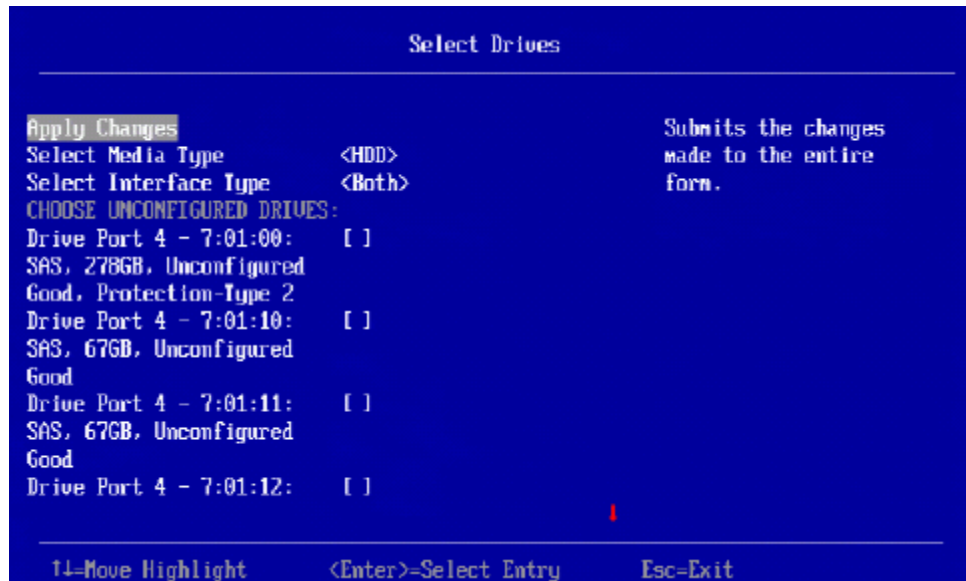 Select Drives
Apply Changes
Submits the changes
Select Media Type <HDD>
made to the entire
Select Interface Type <Both>
form.
CHOOSE UNCONFIGURED DRIVES:
Drive Port 4 - 7:01:00: [ ]
SAS, 278GB, Unconfigured
Good, Protection-Type 2
Drive Port 4 - 7:01:10: [ ]
SAS, 67GB, Unconfigured
Good
Drive Port 4 - 7:01:11: [ ]
SAS, 67GB, Unconfigured
Good
Drive Port 4 - 7:01:12: [ ]
↓
↑↓=Move Highlight <Enter>=Select Entry Esc=Exit